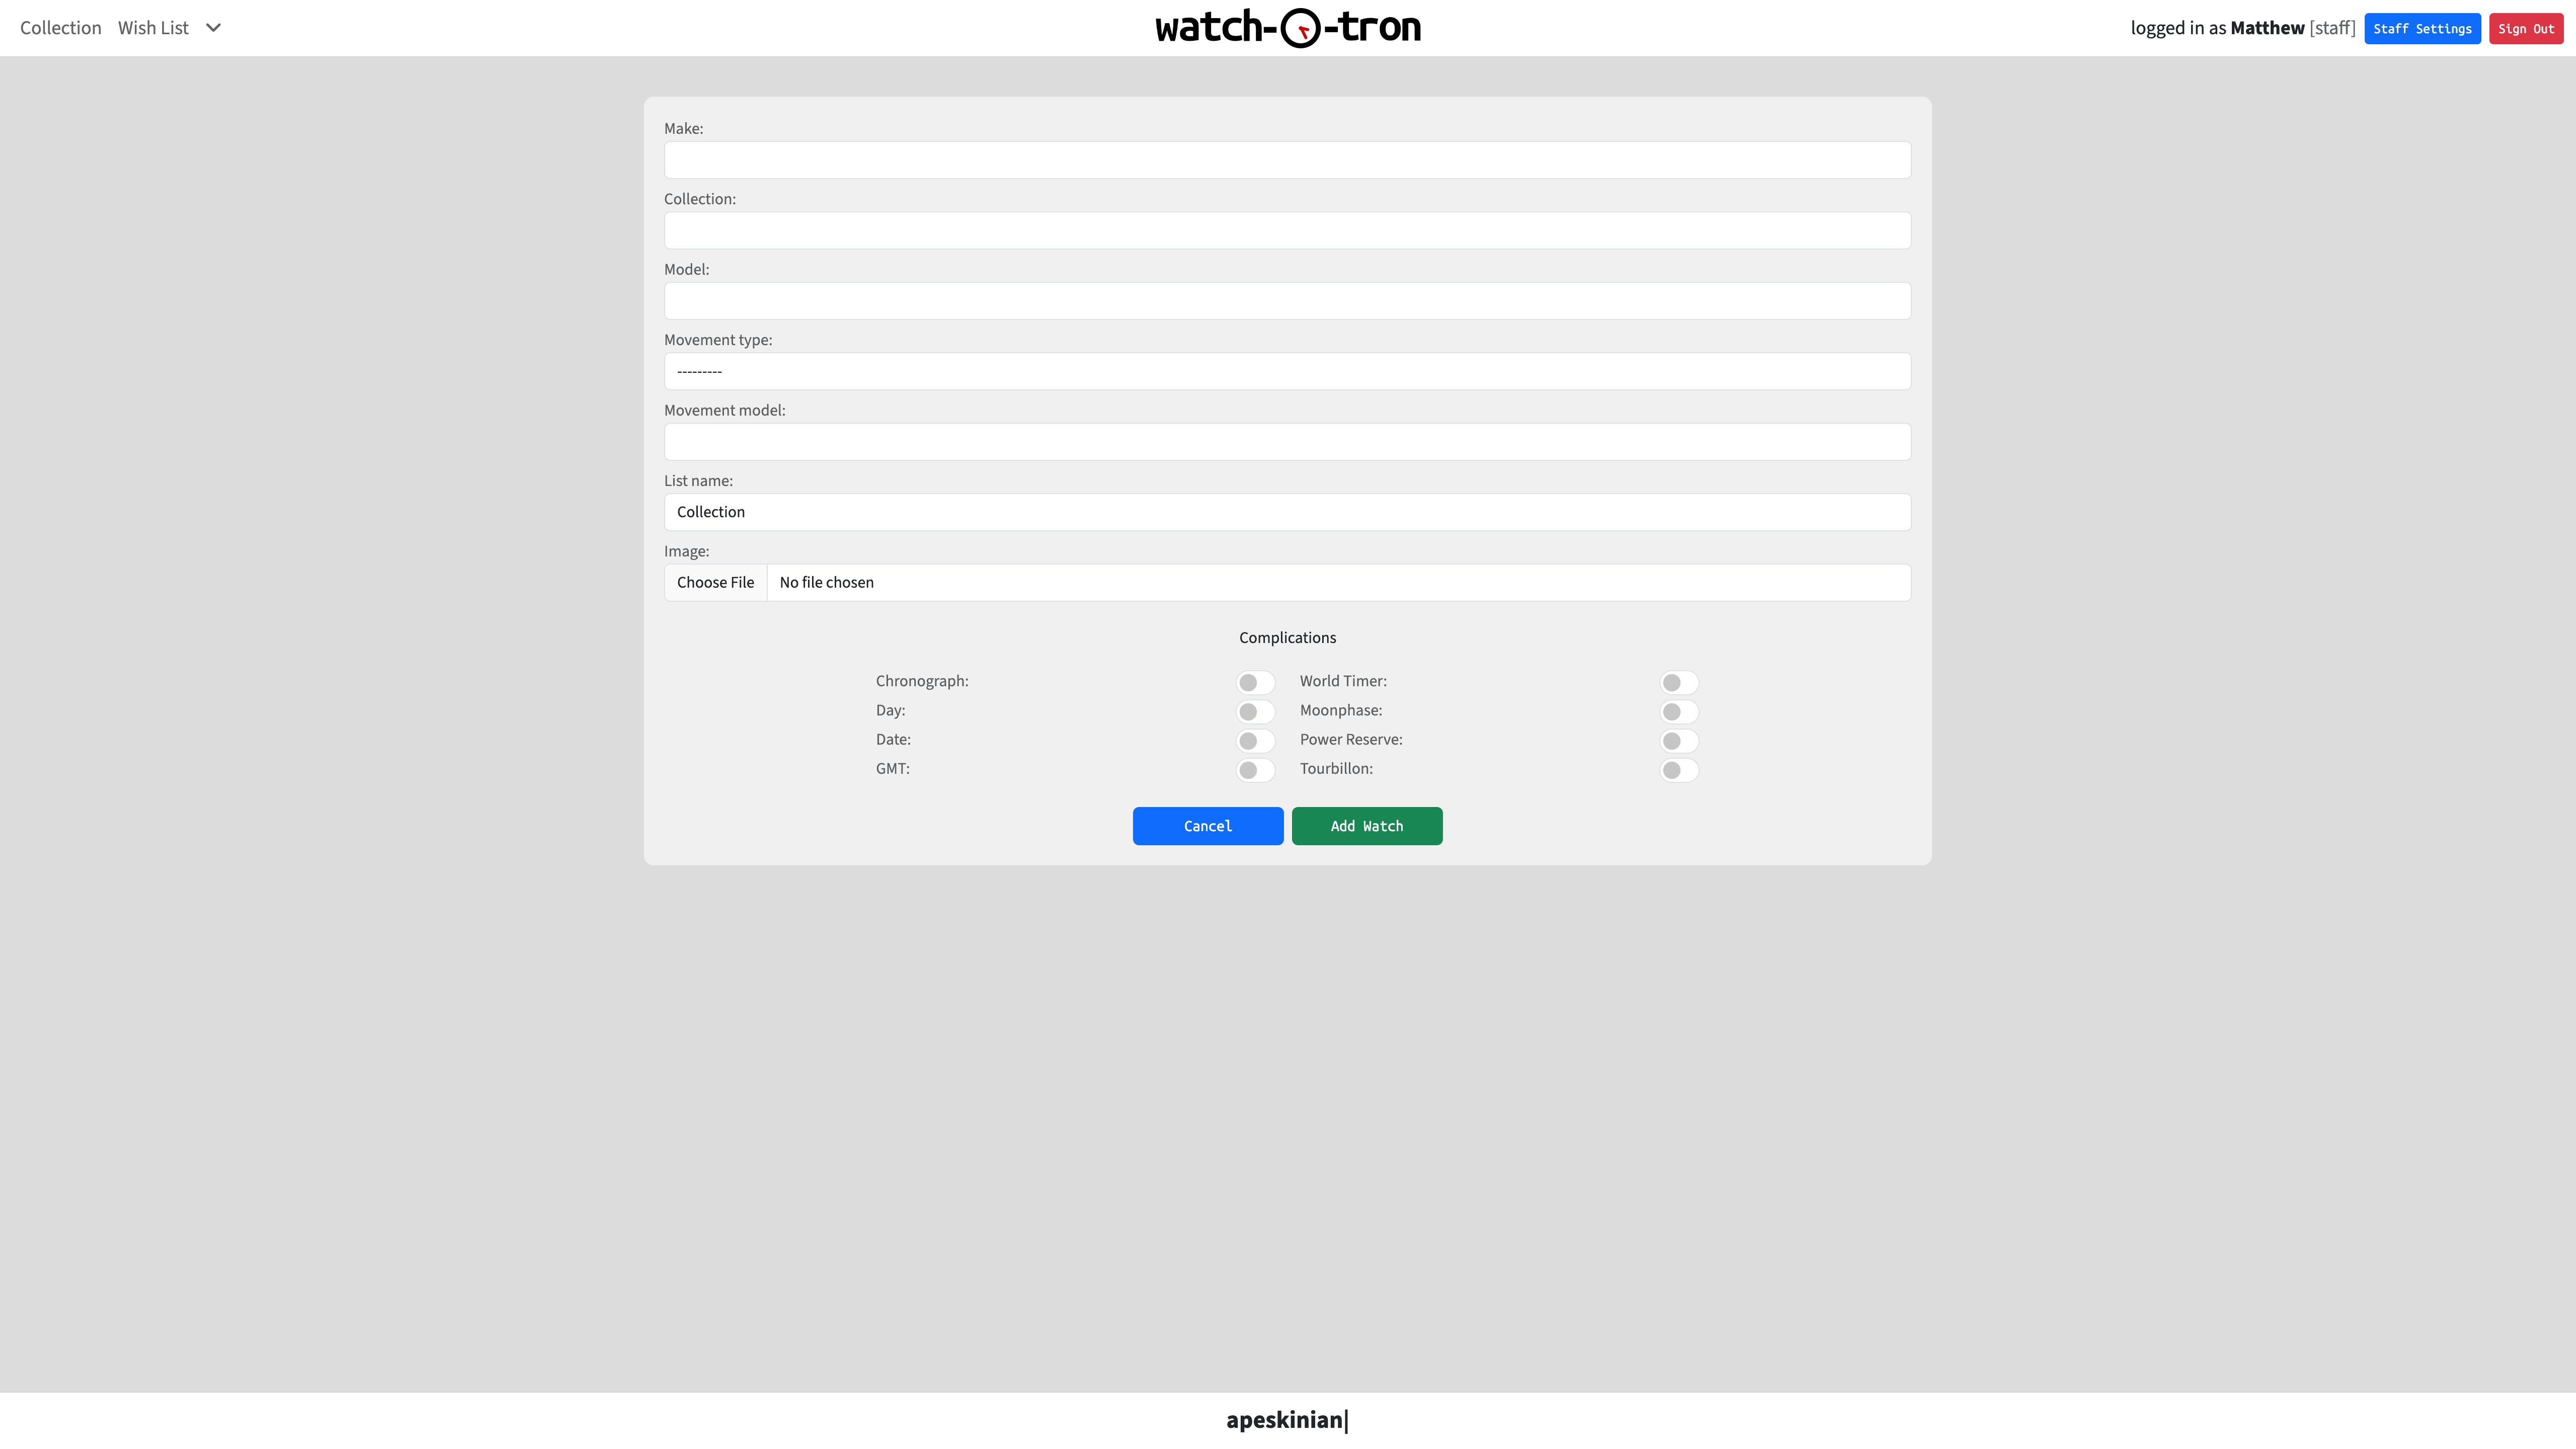 Collection Wish List watch-O-tron logged in as Matthew [staff] Staff Settings Sign Out
Make:
Collection:
Model:
Movement type:
---------
Movement model:
List name:
Collection
Image:
Choose File No file chosen
Complications
Chronograph: World Timer:
Day: Moonphase:
Date: Power Reserve:
GMT: Tourbillon:
Cancel Add Watch
apeskinian|